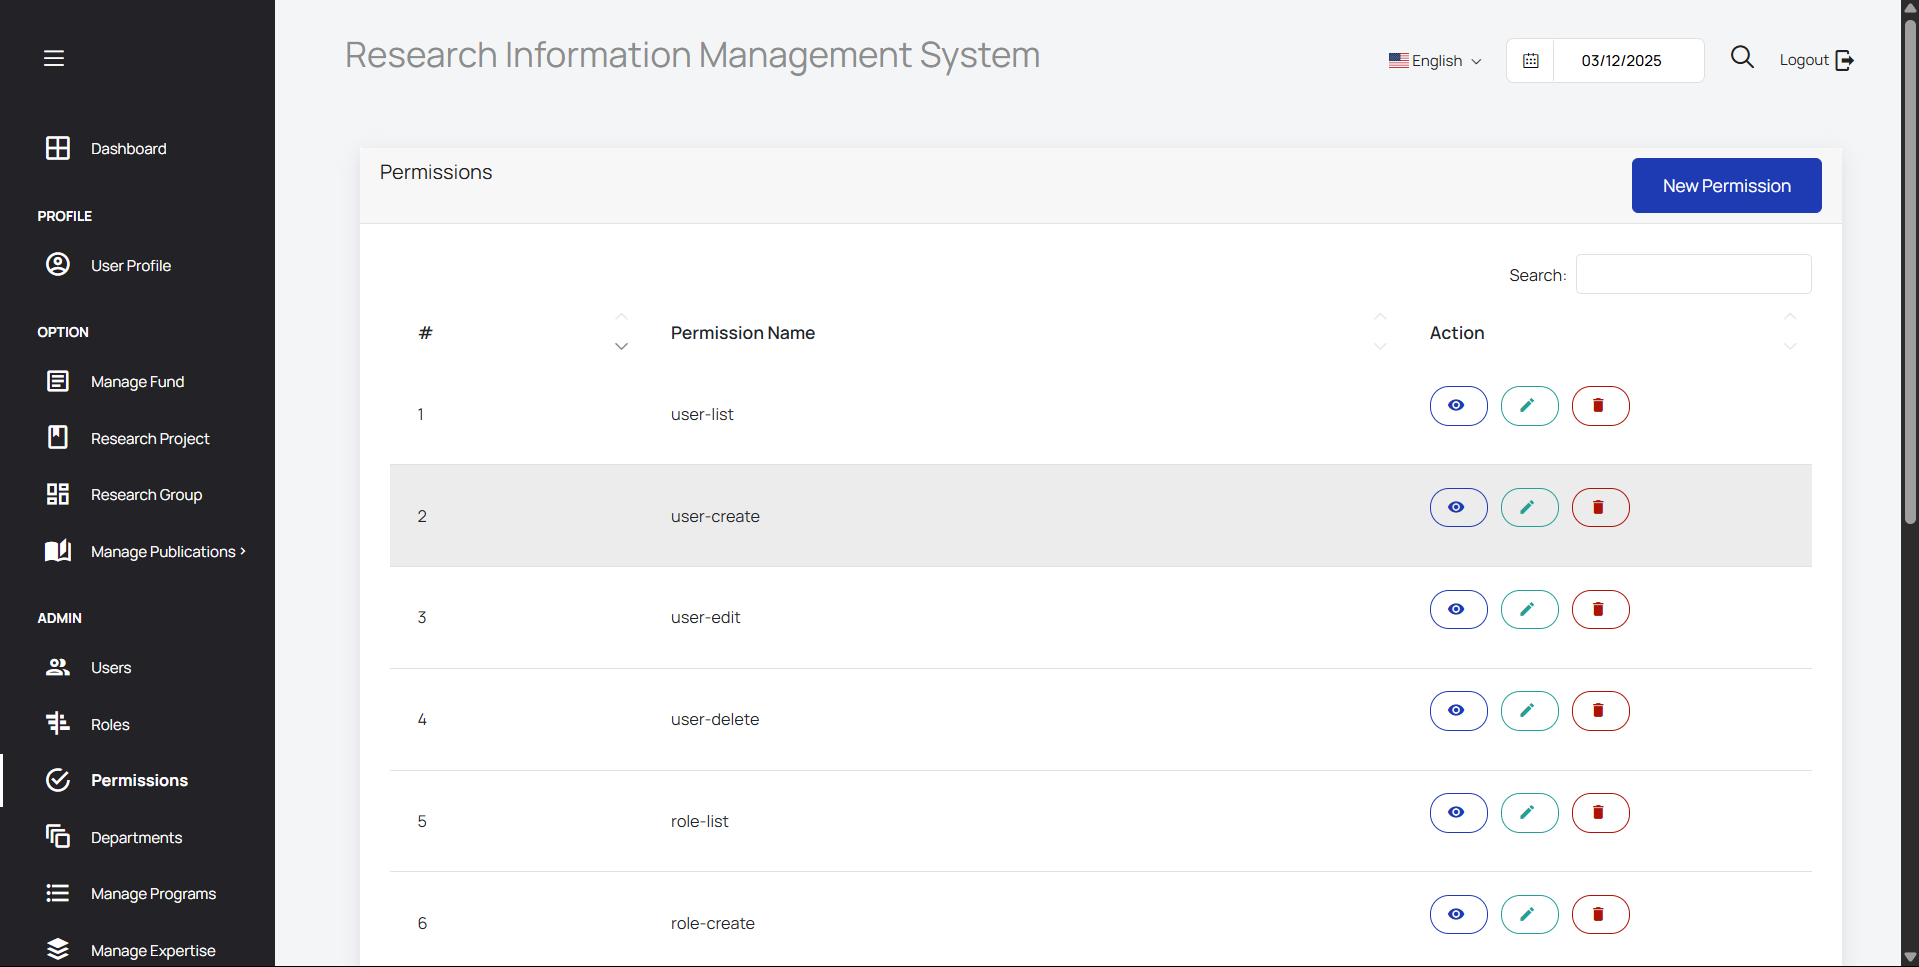 Research Information Management System
English
03/12/2025
Logout
Dashboard
PROFILE
User Profile
OPTION
Manage Fund
Research Project
Research Group
Manage Publications
ADMIN
Users
Roles
Permissions
Departments
Manage Programs
Manage Expertise
Permissions
New Permission
Search:
# Permission Name Action
1 user-list
2 user-create
3 user-edit
4 user-delete
5 role-list
6 role-create